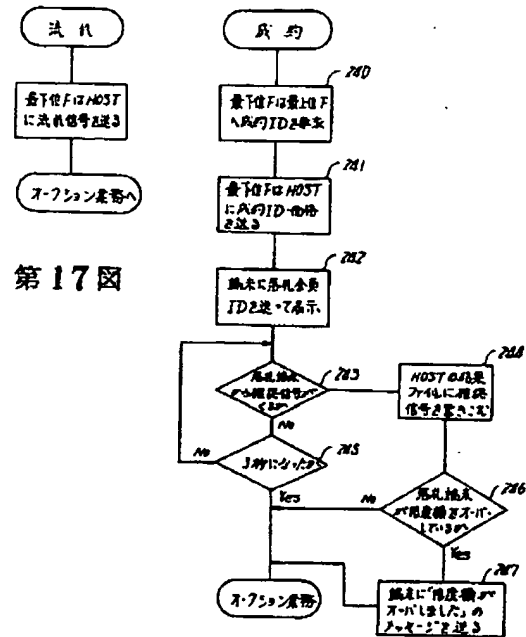 流れ
最下位FはHOST
に流れ信号を送る
オークション業務へ
第17図
成約
280
最下位Fは最上位F
へ成約IDを要求
281
最下位FはHOST
に成約ID・価格
を送る
282
端末に落札会員
IDを送って表示
283
落札端末
から確認信号が
くるか
No
288
HOSTの結果
ファイルに確認
信号を書きこむ
285
3秒になったか
No
Yes
286
落札端末
が限度額をオーバー
しているか
No
Yes
287
端末に「限度額が
オーバしました」の
メッセージを送る
オークション業務